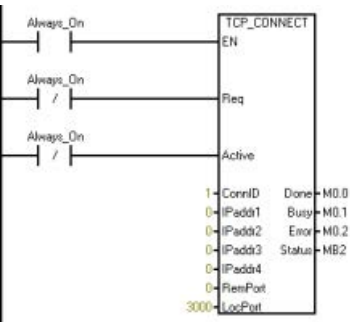 Always_On
TCP_CONNECT
EN
Always_On
/
Req
Always_On
/
Active
1 ConnID Done M0.0
0 IPaddr1 Busy M0.1
0 IPaddr2 Error M0.2
0 IPaddr3 Status MB2
0 IPaddr4
0 RemPort
3000 LocPort